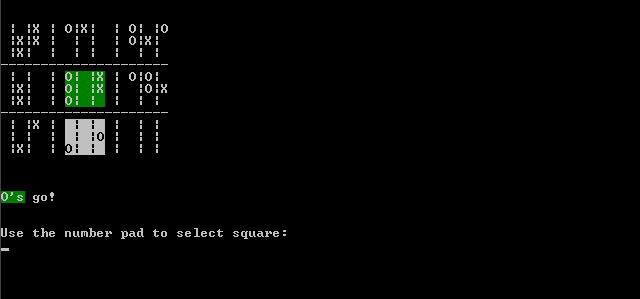 ¦ ¦X ¦ O¦X¦  ¦ O¦ ¦O
 ¦X¦X ¦  ¦ ¦  ¦ O¦X¦
 ¦X¦  ¦  ¦ ¦  ¦  ¦ ¦
---------------------
 ¦ ¦  ¦ O¦ ¦X ¦ O¦O¦
 ¦X¦  ¦ O¦ ¦X ¦  ¦O¦X
 ¦X¦  ¦ O¦ ¦  ¦  ¦ ¦
---------------------
 ¦ ¦X ¦  ¦ ¦  ¦  ¦ ¦
 ¦ ¦  ¦  ¦ ¦O ¦  ¦ ¦
 ¦X¦  ¦ O¦ ¦  ¦  ¦ ¦
O's go!
Use the number pad to select square: